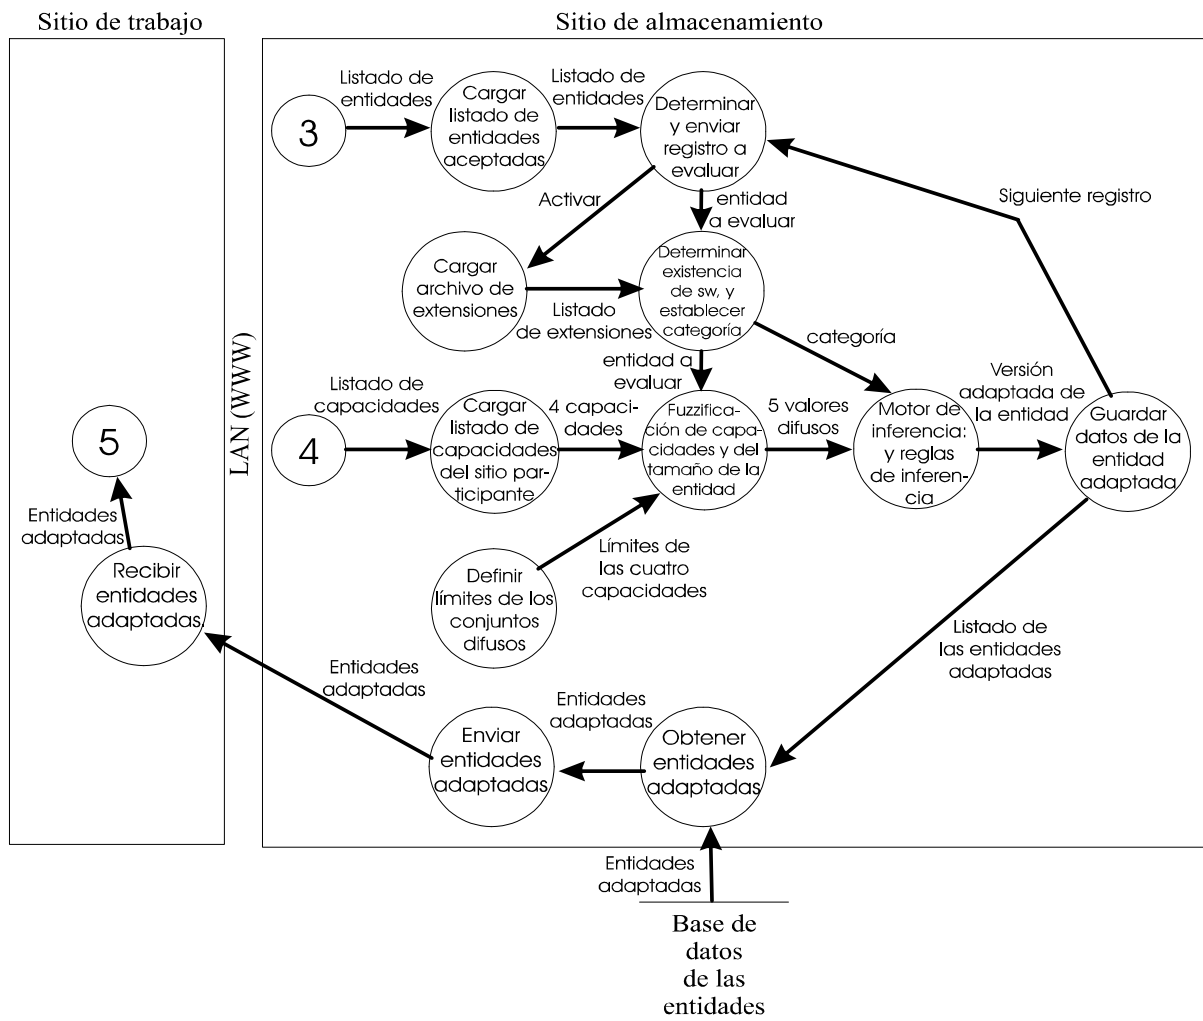 Sitio de trabajo
Sitio de almacenamiento
Listado de
entidades
Listado de
entidades
3
Cargar
listado de
entidades
aceptadas
Determinar
y enviar
registro a
evaluar
Activar
entidad
a evaluar
Siguiente registro
Cargar
archivo de
extensiones
Listado
de extensiones
Determinar
existencia
de sw, y
establecer
categoría
categoría
entidad a
evaluar
LAN (WWW)
Listado de
capacidades
4
Cargar
listado de
capacidades
del sitio par-
ticipante
4 capaci-
dades
Fuzzifica-
ción de capa-
cidades y del
tamaño de la
entidad
5 valores
difusos
Motor de
inferencia:
y reglas
de inferen-
cia
Versión
adaptada de
la entidad
Guardar
datos de la
entidad
adaptada
5
Entidades
adaptadas
Recibir
entidades
adaptadas.
Definir
límites de los
conjuntos
difusos
Límites de
las cuatro
capacidades
Listado de
las entidades
adaptadas
Entidades
adaptadas
Enviar
entidades
adaptadas
Entidades
adaptadas
Obtener
entidades
adaptadas
Entidades
adaptadas
Base de
datos
de las
entidades